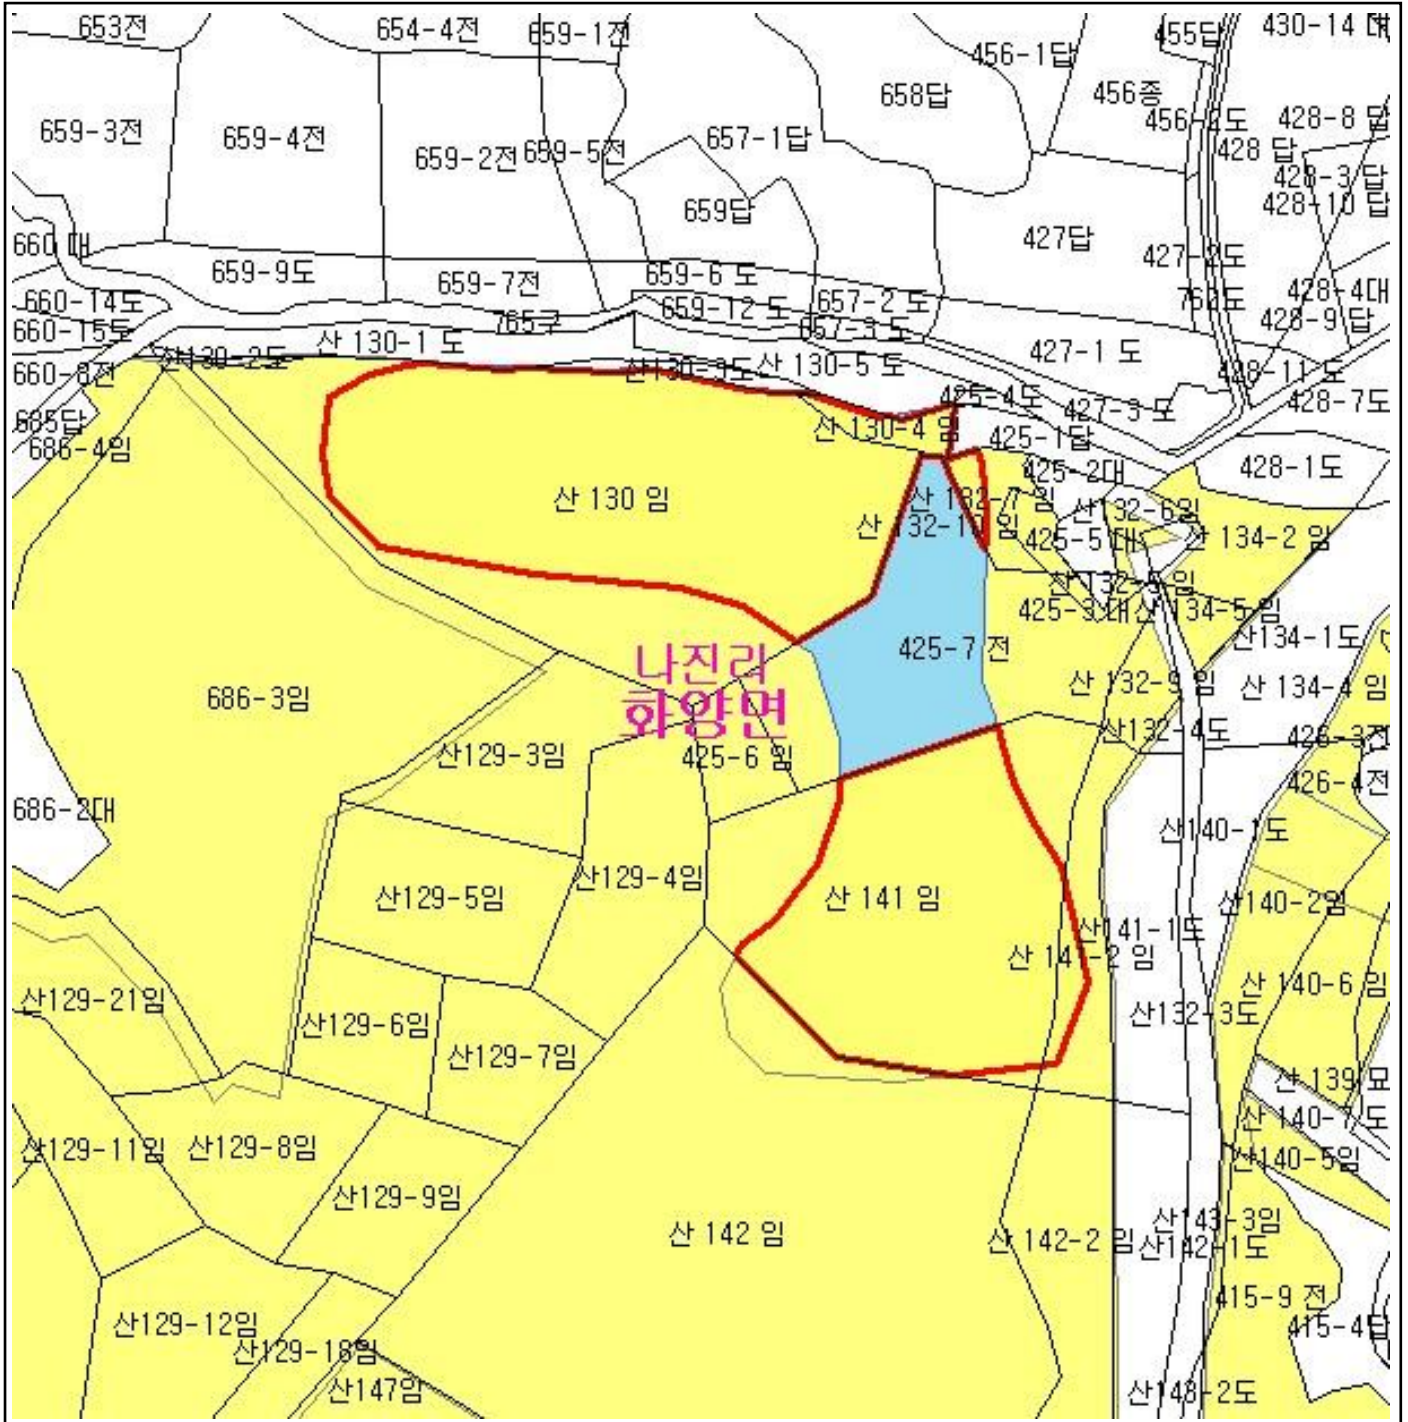 653전
654-4전
659-1전
455답
430-14 대
456-1답
658답
456종
659-3전
659-4전
657-1답
456-2도
428-8 답
659-2전
659-5전
428 답
428-3 답
428-10 답
659답
427답
660 대
427-2도
659-9도
659-7전
659-6 도
428-4대
660-14도
659-12 도
657-2 도
762도
660-15도
765구
657-3 도
428-9 답
산 130-1 도
산130-2도
427-1 도
660-8전
산130-3도
산 130-5 도
428-11 도
425-4도
427-3 도
428-7도
685답
산 130-4 임
425-1답
686-4임
425-2대
428-1도
산 130 임
산 132-7 임
산132-6임
산 132-10 임
425-5 대
산 134-2 임
산 132-5 임
425-3 대
산 134-5 임
425-7 전
산134-1도
나진리
686-3임
산 132-9 임
산 134-4 임
화양면
산132-4도
426-3전
산129-3임
425-6 임
426-4전
686-2대
산140-1도
산129-4임
산129-5임
산 141 임
산140-2임
산141-1도
산 141-2 임
산129-21임
산 140-6 임
산132-3도
산129-6임
산129-7임
산 139 묘
산 140-7 도
산129-11임
산129-8임
산140-5임
산129-9임
산143-3임
산 142 임
산 142-2 임
산142-1도
415-9 전
산129-12임
415-4답
산129-18임
산147임
산143-2도